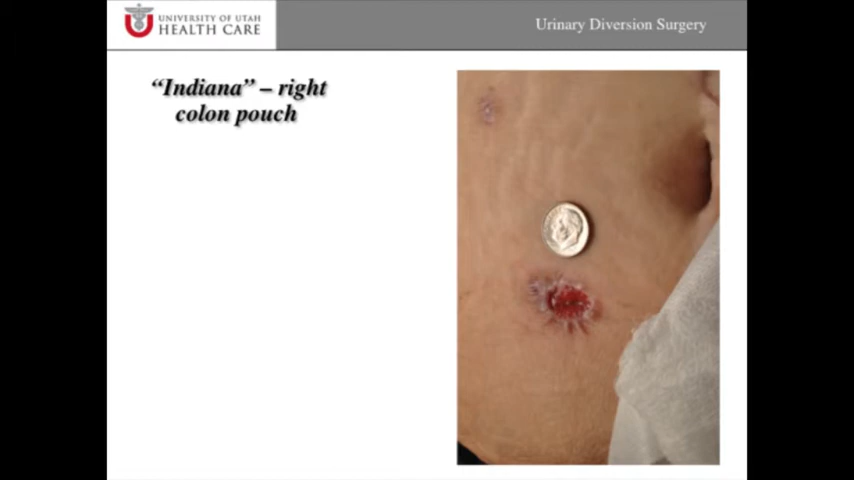 UNIVERSITY OF UTAH
HEALTH CARE
Urinary Diversion Surgery
“Indiana” – right
colon pouch